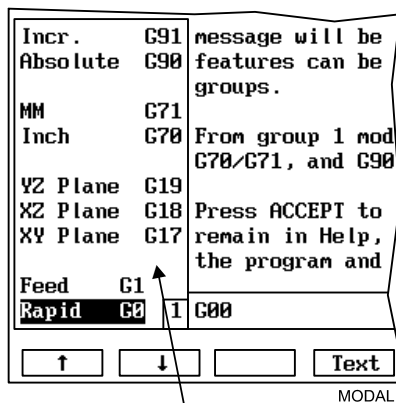 Incr. G91
Absolute G90
MM G71
Inch G70
YZ Plane G19
XZ Plane G18
XY Plane G17
Feed G1
Rapid G0
message will be
features can be
groups.
From group 1 mod
G70/G71, and G90
Press ACCEPT to
remain in Help,
the program and
1 G00
↑ ↓ Text
MODAL